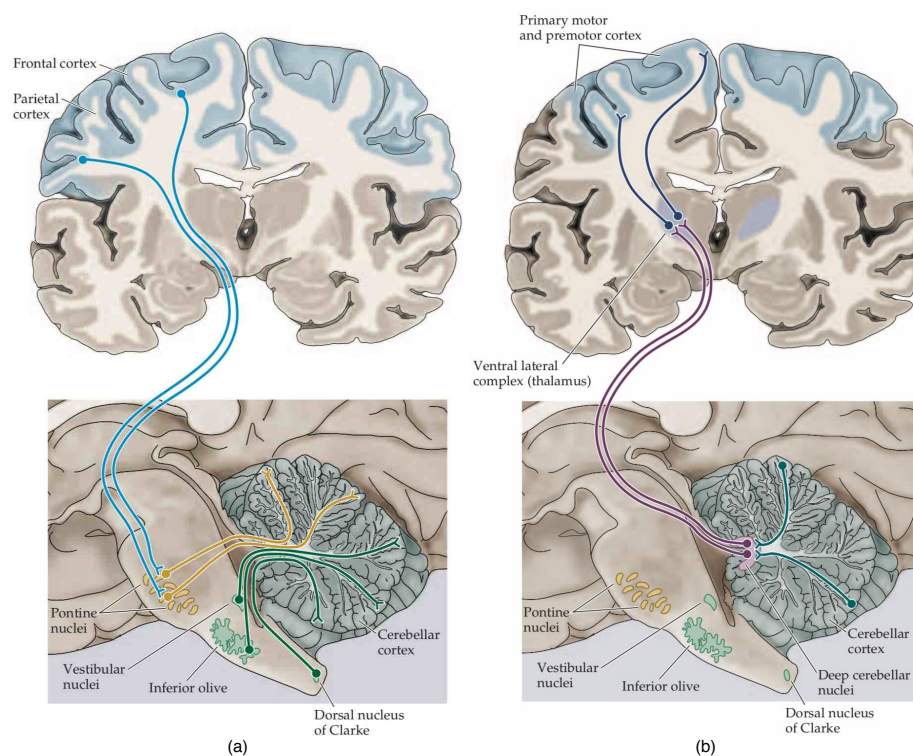 Frontal cortex
Parietal
cortex
Pontine
nuclei
Vestibular
nuclei
Inferior olive
Cerebellar
cortex
Dorsal nucleus
of Clarke
(a)
Primary motor
and premotor cortex
Ventral lateral
complex (thalamus)
Pontine
nuclei
Vestibular
nuclei
Inferior olive
Cerebellar
cortex
Deep cerebellar
nuclei
Dorsal nucleus
of Clarke
(b)